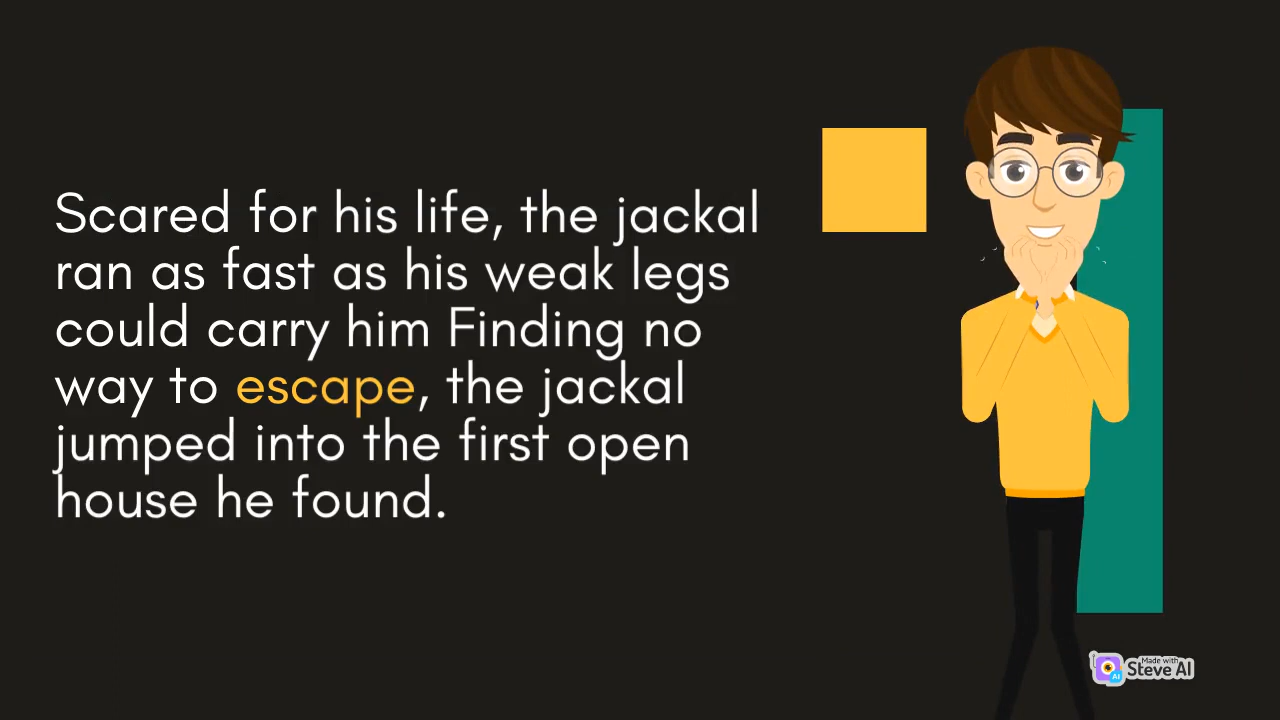 Scared for his life, the jackal
ran as fast as his weak legs
could carry him Finding no
way to escape, the jackal
jumped into the first open
house he found.
Made with
Steve AI
AI